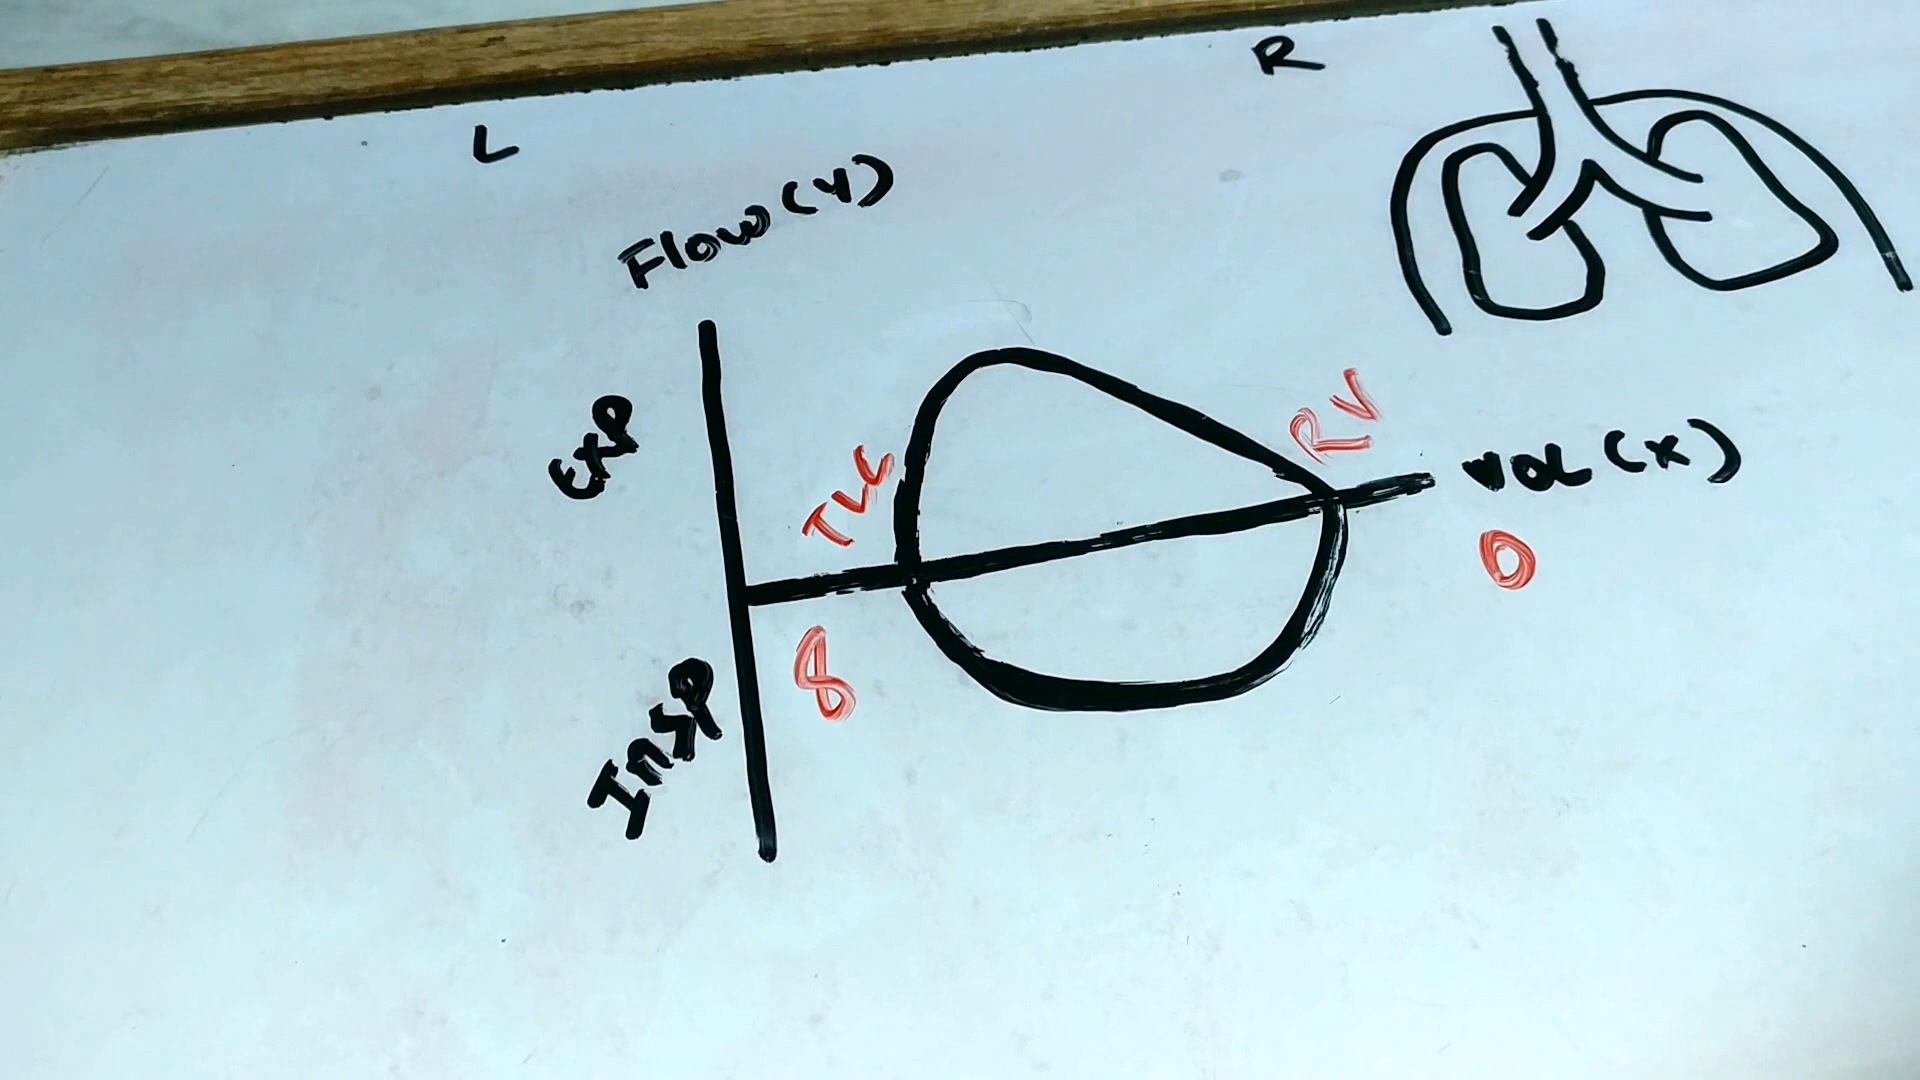 L
R
Flow (Y)
EXP
TLC
RV
VOL (X)
0
8
InSP